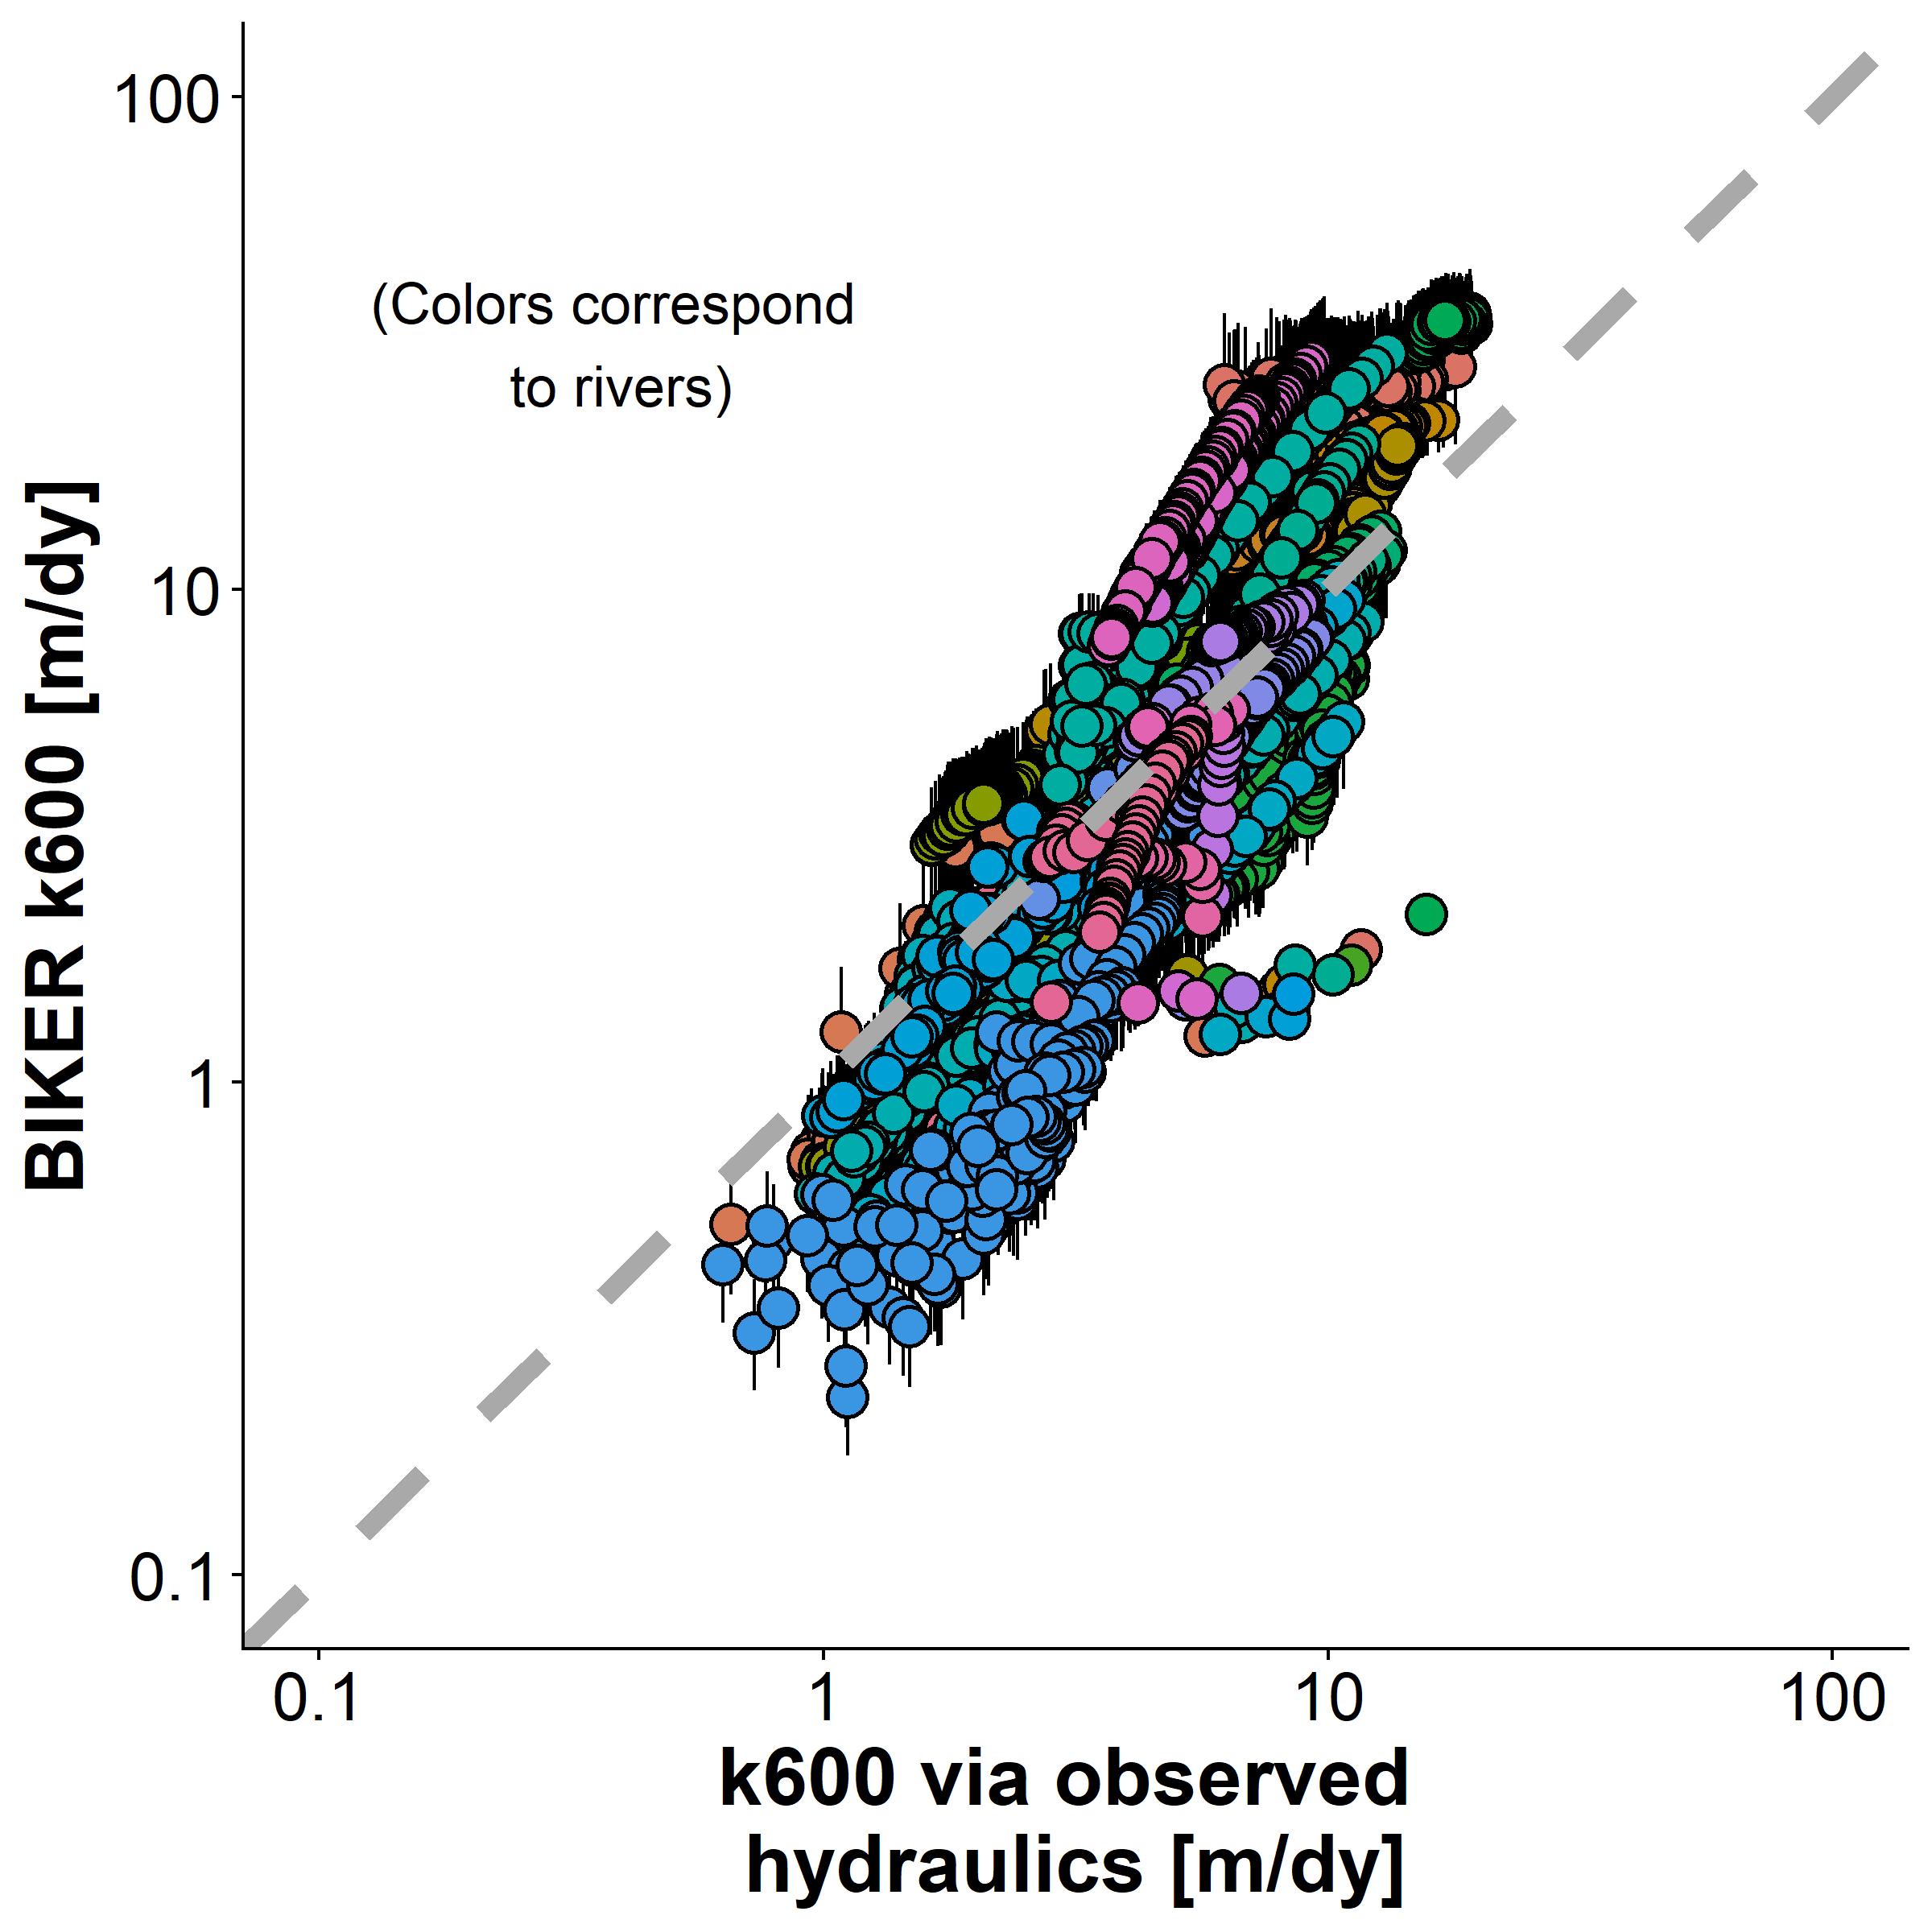 100
10
1
0.1
BIKER k600 [m/dy]
(Colors correspond
to rivers)
0.1
1
10
100
k600 via observed
hydraulics [m/dy]